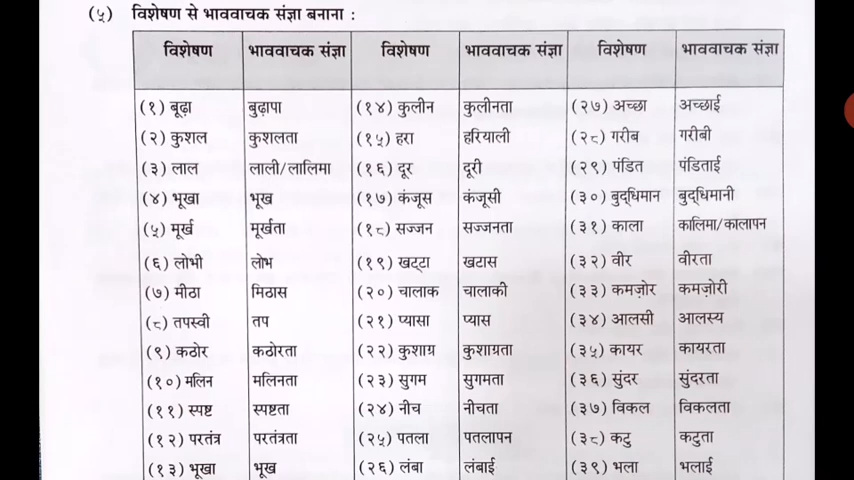 (५) विशेषण से भाववाचक संज्ञा बनाना :
विशेषण भाववाचक संज्ञा विशेषण भाववाचक संज्ञा विशेषण भाववाचक संज्ञा
(१) बूढ़ा बुढ़ापा (१४) कुलीन कुलीनता (२७) अच्छा अच्छाई
(२) कुशल कुशलता (१५) हरा हरियाली (२८) गरीब गरीबी
(३) लाल लाली/लालिमा (१६) दूर दूरी (२९) पंडित पंडिताई
(४) भूखा भूख (१७) कंजूस कंजूसी (३०) बुद्धिमान बुद्धिमानी
(५) मूर्ख मूर्खता (१८) सज्जन सज्जनता (३१) काला कालिमा/कालापन
(६) लोभी लोभ (१९) खट्टा खटास (३२) वीर वीरता
(७) मीठा मिठास (२०) चालाक चालाकी (३३) कमज़ोर कमज़ोरी
(८) तपस्वी तप (२१) प्यासा प्यास (३४) आलसी आलस्य
(९) कठोर कठोरता (२२) कुशाग्र कुशाग्रता (३५) कायर कायरता
(१०) मलिन मलिनता (२३) सुगम सुगमता (३६) सुंदर सुंदरता
(११) स्पष्ट स्पष्टता (२४) नीच नीचता (३७) विकल विकलता
(१२) परतंत्र परतंत्रता (२५) पतला पतलापन (३८) कटु कटुता
(१३) भूखा भूख (२६) लंबा लंबाई (३९) भला भलाई